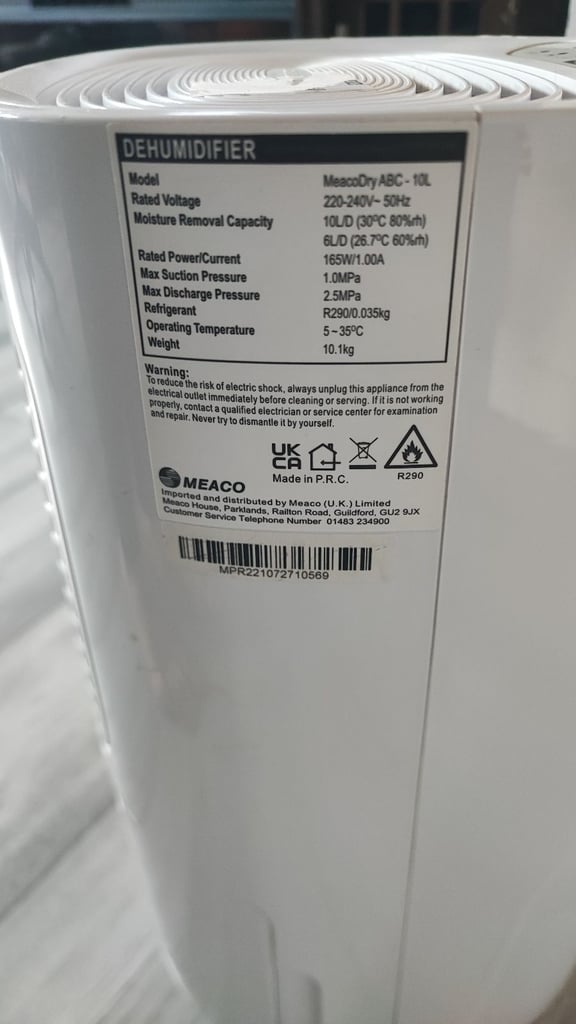 DEHUMIDIFIER
Model MeacoDry ABC - 10L
Rated Voltage 220-240V~ 50Hz
Moisture Removal Capacity 10L/D (30ºC 80%rh)
6L/D (26.7ºC 60%rh)
Rated Power/Current 165W/1.00A
Max Suction Pressure 1.0MPa
Max Discharge Pressure 2.5MPa
Refrigerant R290/0.035kg
Operating Temperature 5~35ºC
Weight 10.1kg
Warning:
To reduce the risk of electric shock, always unplug this appliance from the
electrical outlet immediately before cleaning or serving. If it is not working
properly, contact a qualified electrician or service center for examination
and repair. Never try to dismantle it by yourself.
UK
CA
Made in P.R.C.
R290
MEACO
Imported and distributed by Meaco (U.K.) Limited
Meaco House, Parklands, Railton Road, Guildford, GU2 9JX
Customer Service Telephone Number 01483 234900
MPR221072710569